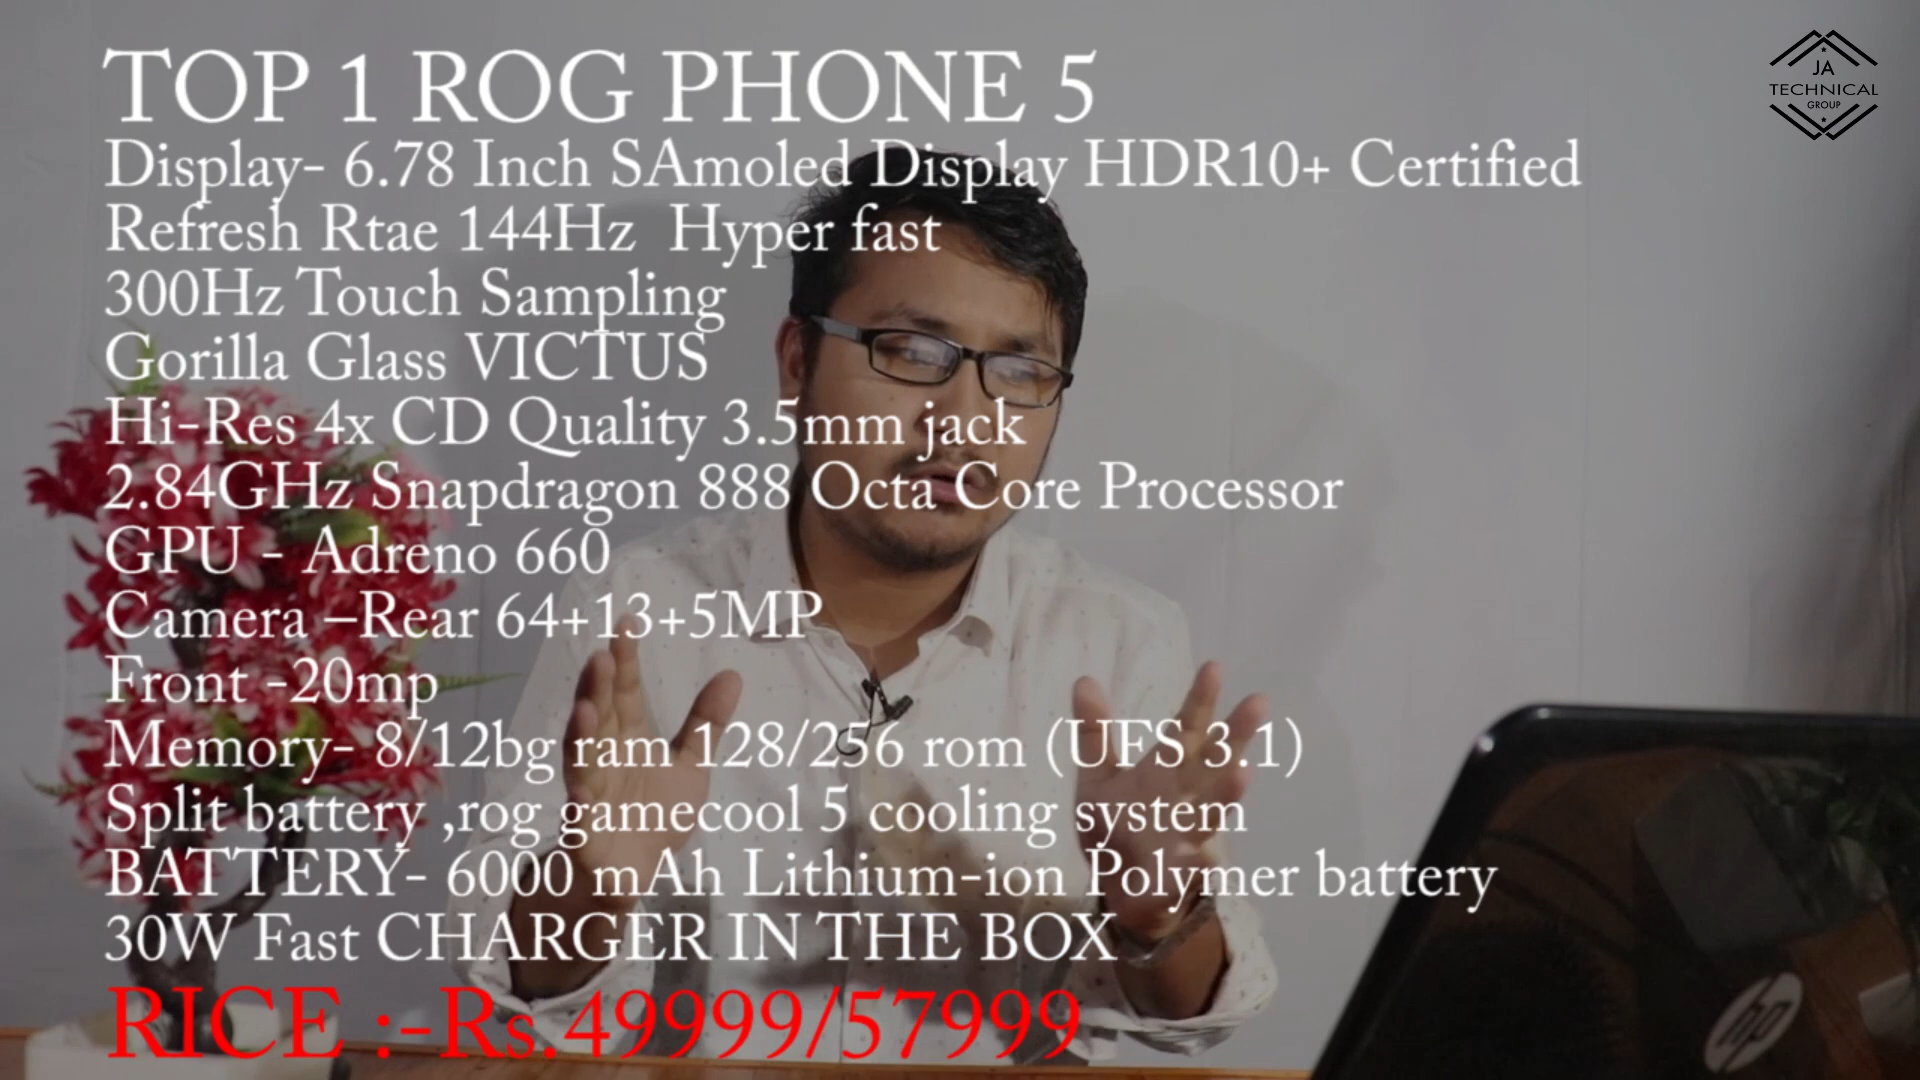 TOP 1 ROG PHONE 5
Display- 6.78 Inch SAmoled Display HDR10+ Certified
Refresh Rtae 144Hz  Hyper fast
300Hz Touch Sampling
Gorilla Glass VICTUS
Hi-Res 4x CD Quality 3.5mm jack
2.84GHz Snapdragon 888 Octa Core Processor
GPU - Adreno 660
Camera –Rear 64+13+5MP
Front -20mp
Memory- 8/12bg ram 128/256 rom (UFS 3.1)
Split battery ,rog gamecool 5 cooling system
BATTERY- 6000 mAh Lithium-ion Polymer battery
30W Fast CHARGER IN THE BOX
RICE :-Rs.49999/57999
JA
TECHNICAL
GROUP
hp